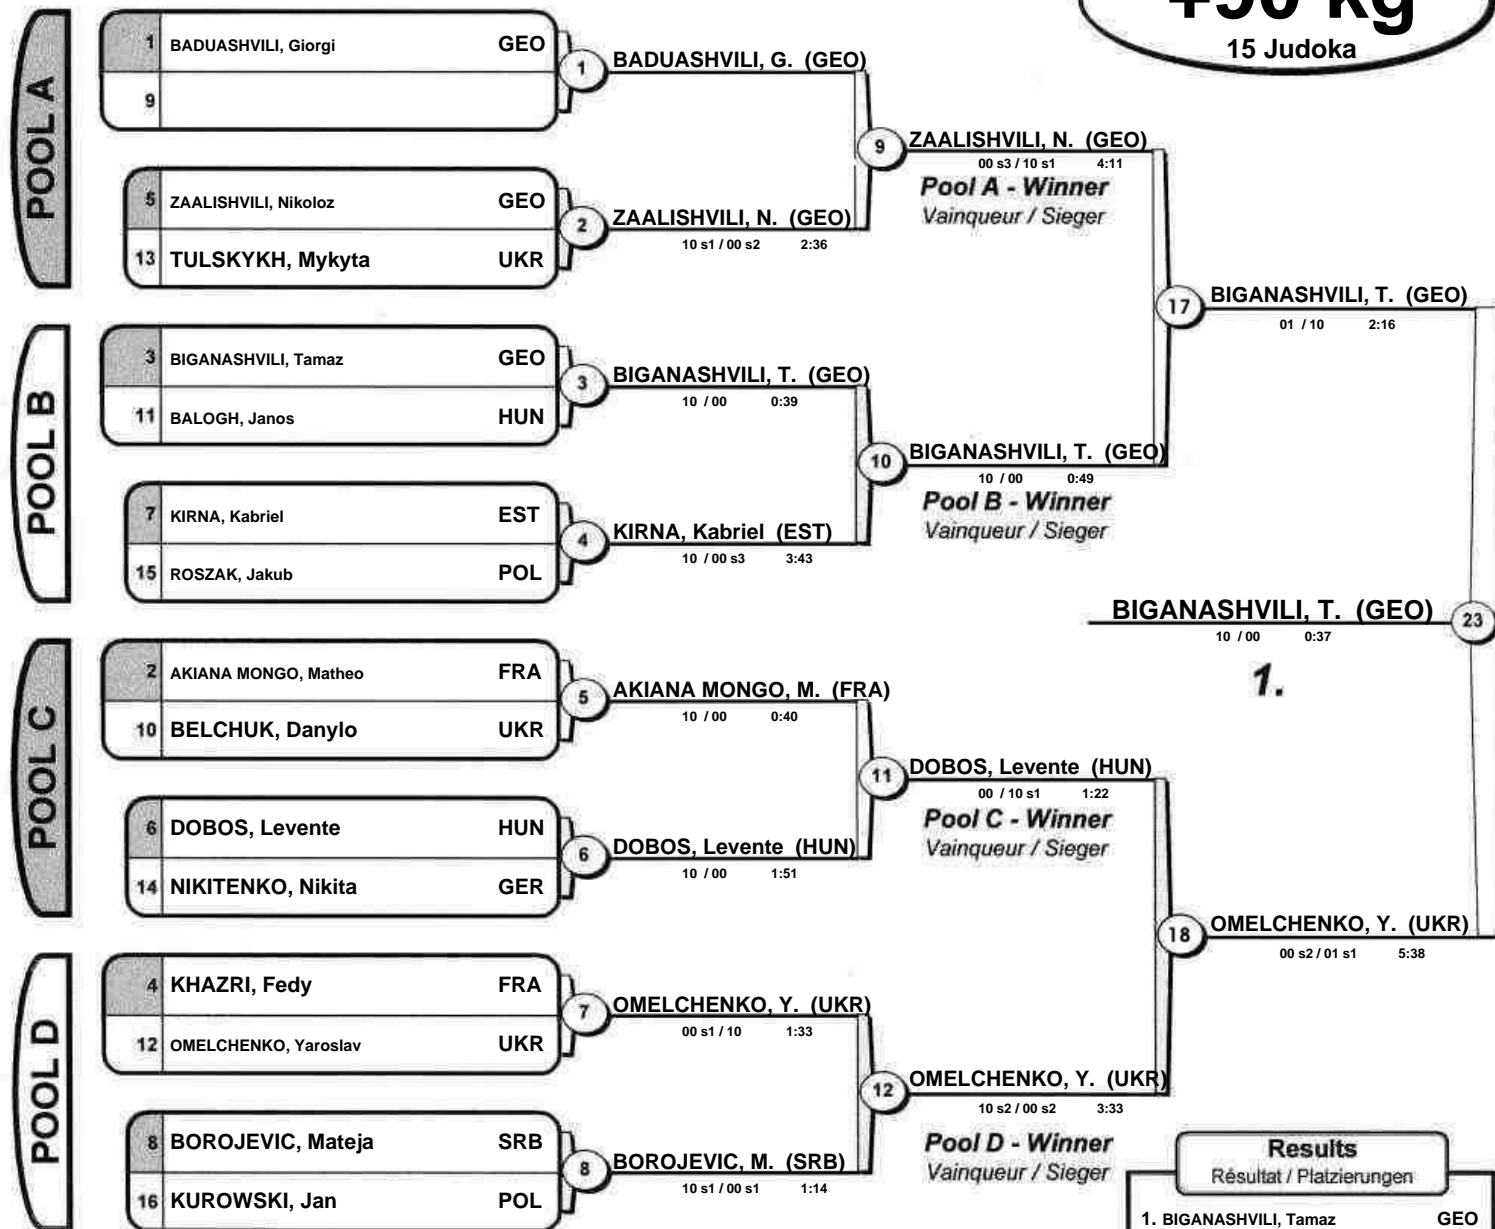 +90 kg
15 Judoka
POOL A
1 BADUASHVILI, Giorgi GEO
9
1
BADUASHVILI, G. (GEO)
5 ZAALISHVILI, Nikoloz GEO
13 TULSKYKH, Mykyta UKR
2
ZAALISHVILI, N. (GEO)
10 s1 / 00 s2 2:36
9
ZAALISHVILI, N. (GEO)
00 s3 / 10 s1 4:11
Pool A - Winner
Vainqueur / Sieger
POOL B
3 BIGANASHVILI, Tamaz GEO
11 BALOGH, Janos HUN
3
BIGANASHVILI, T. (GEO)
10 / 00 0:39
7 KIRNA, Kabriel EST
15 ROSZAK, Jakub POL
4
KIRNA, Kabriel (EST)
10 / 00 s3 3:43
10
BIGANASHVILI, T. (GEO)
10 / 00 0:49
Pool B - Winner
Vainqueur / Sieger
17
BIGANASHVILI, T. (GEO)
01 / 10 2:16
POOL C
2 AKIANA MONGO, Matheo FRA
10 BELCHUK, Danylo UKR
5
AKIANA MONGO, M. (FRA)
10 / 00 0:40
6 DOBOS, Levente HUN
14 NIKITENKO, Nikita GER
6
DOBOS, Levente (HUN)
10 / 00 1:51
11
DOBOS, Levente (HUN)
00 / 10 s1 1:22
Pool C - Winner
Vainqueur / Sieger
POOL D
4 KHAZRI, Fedy FRA
12 OMELCHENKO, Yaroslav UKR
7
OMELCHENKO, Y. (UKR)
00 s1 / 10 1:33
8 BOROJEVIC, Mateja SRB
16 KUROWSKI, Jan POL
8
BOROJEVIC, M. (SRB)
10 s1 / 00 s1 1:14
12
OMELCHENKO, Y. (UKR)
10 s2 / 00 s2 3:33
Pool D - Winner
Vainqueur / Sieger
18
OMELCHENKO, Y. (UKR)
00 s2 / 01 s1 5:38
BIGANASHVILI, T. (GEO)
10 / 00 0:37
23
1.
Results
Résultat / Platzierungen
1. BIGANASHVILI, Tamaz GEO